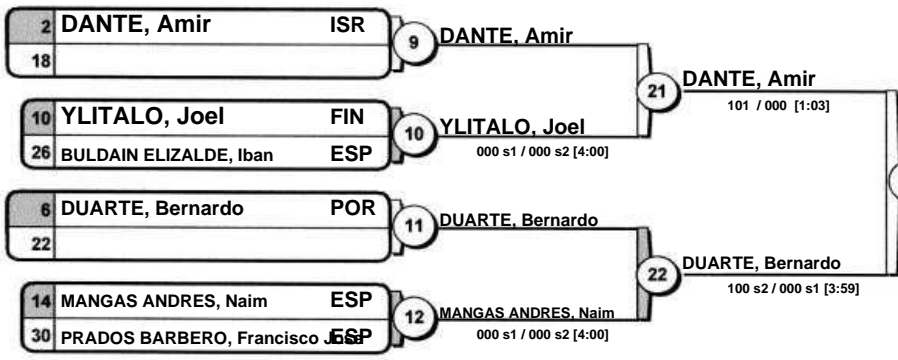 2 DANTE, Amir ISR
18
9
DANTE, Amir
10 YLITALO, Joel FIN
26 BULDAIN ELIZALDE, Iban ESP
10
YLITALO, Joel
000 s1 / 000 s2 [4:00]
21
DANTE, Amir
101 / 000 [1:03]
6 DUARTE, Bernardo POR
22
11
DUARTE, Bernardo
14 MANGAS ANDRES, Naim ESP
30 PRADOS BARBERO, Francisco Jose ESP
12
MANGAS ANDRES, Naim
000 s1 / 000 s2 [4:00]
22
DUARTE, Bernardo
100 s2 / 000 s1 [3:59]